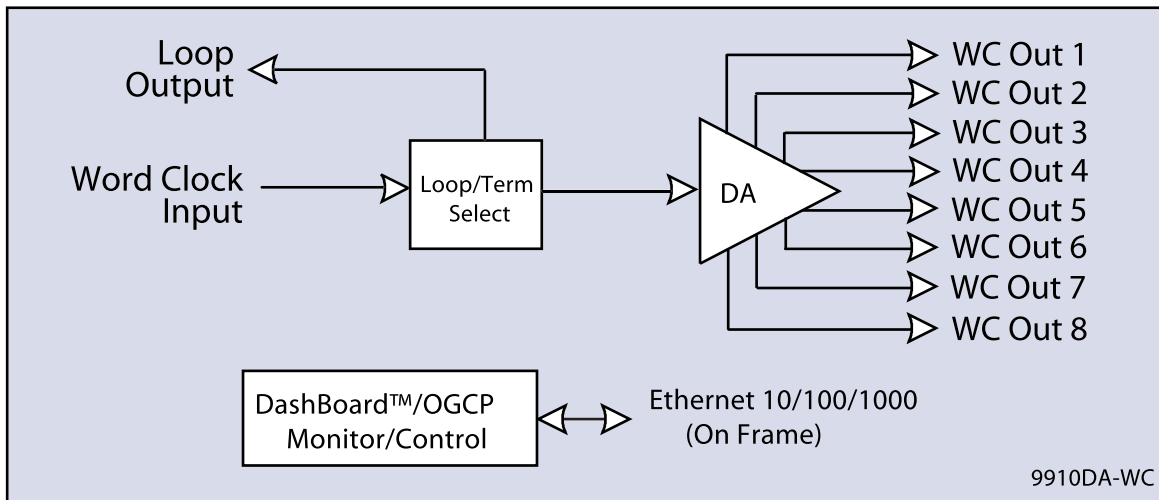 Loop
Output
Word Clock
Input
Loop/Term
Select
DA
WC Out 1
WC Out 2
WC Out 3
WC Out 4
WC Out 5
WC Out 6
WC Out 7
WC Out 8
DashBoard™/OGCP
Monitor/Control
Ethernet 10/100/1000
(On Frame)
9910DA-WC